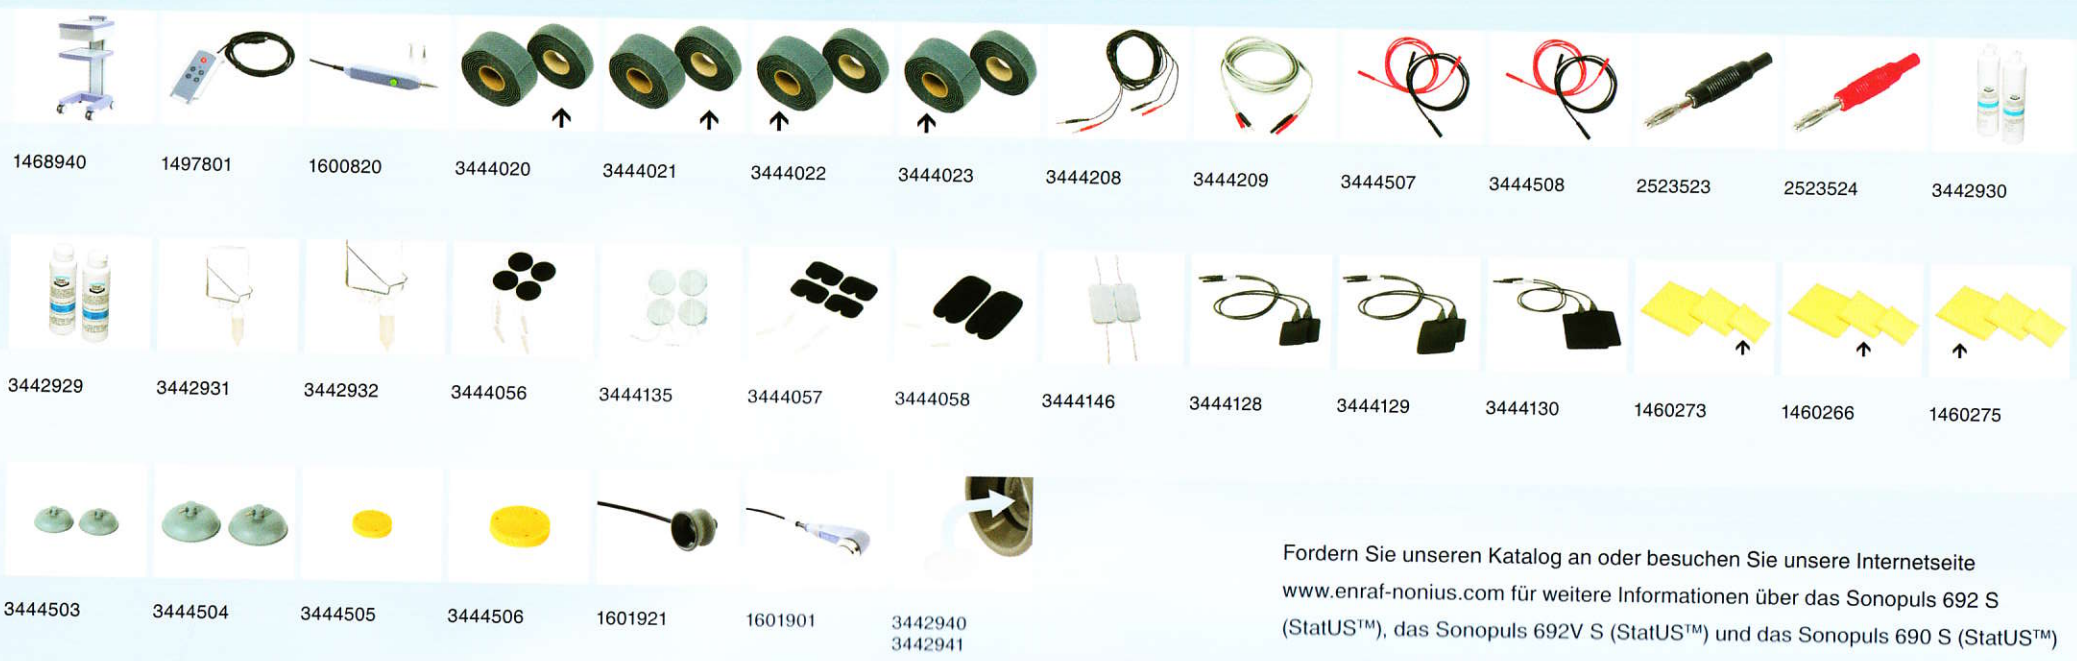 1468940 1497801 1600820 3444020 3444021 3444022 3444023 3444208 3444209 3444507 3444508 2523523 2523524 3442930
3442929 3442931 3442932 3444056 3444135 3444057 3444058 3444146 3444128 3444129 3444130 1460273 1460266 1460275
3444503 3444504 3444505 3444506 1601921 1601901 3442940
3442941
Fordern Sie unseren Katalog an oder besuchen Sie unsere Internetseite
www.enraf-nonius.com für weitere Informationen über das Sonopuls 692 S
(StatUS™), das Sonopuls 692V S (StatUS™) und das Sonopuls 690 S (StatUS™)